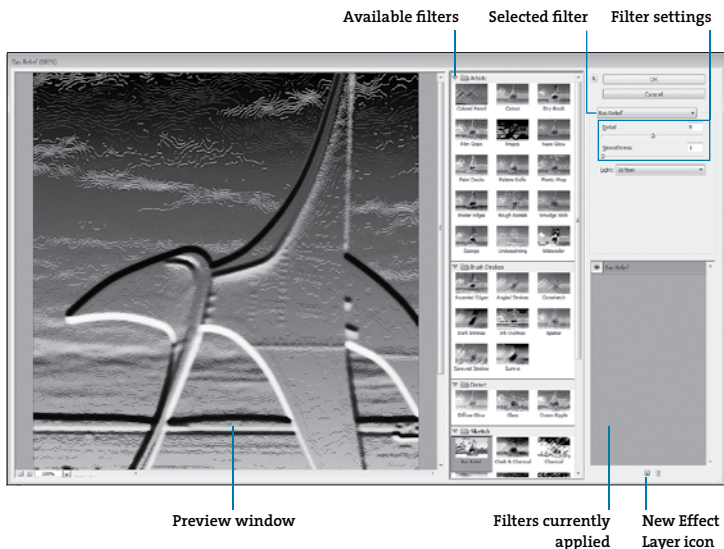 Available filters
Selected filter
Filter settings
Bas Relief (100%)
Artistic
OK
Cancel
Colored Pencil
Cutout
Dry Brush
Bas Relief
Film Grain
Fresco
Neon Glow
Detail
Smoothness
Paint Daubs
Palette Knife
Plastic Wrap
Light: Bottom
Poster Edges
Rough Pastels
Smudge Stick
Sponge
Underpainting
Watercolor
Brush Strokes
Bas Relief
Accented Edges
Angled Strokes
Crosshatch
Dark Strokes
Ink Outlines
Spatter
Sprayed Strokes
Sumi-e
Distort
Diffuse Glow
Glass
Ocean Ripple
Sketch
Bas Relief
Chalk & Charcoal
Charcoal
100%
Preview window
Filters currently
applied
New Effect
Layer icon